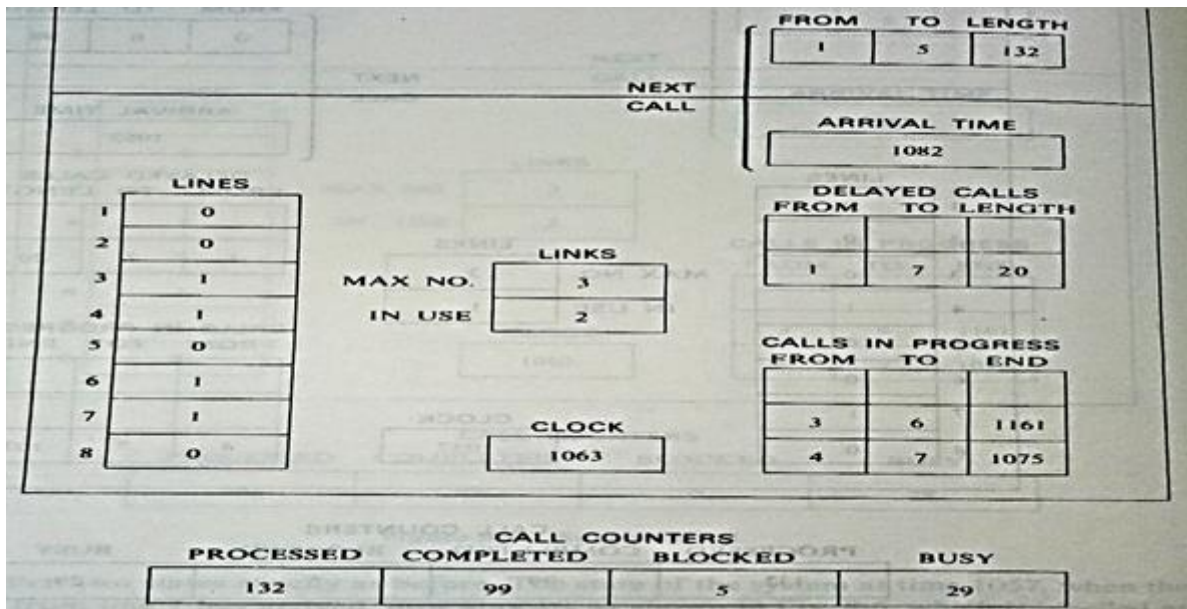 FROM TO LENGTH
1 5 132
NEXT
CALL
ARRIVAL TIME
1082
LINES
1 0
2 0
3 1
4 1
5 0
6 1
7 1
8 0
LINKS
MAX NO. 3
IN USE 2
CLOCK
1063
DELAYED CALLS
FROM TO LENGTH
1 7 20
CALLS IN PROGRESS
FROM TO END
3 6 1161
4 7 1075
CALL COUNTERS
PROCESSED COMPLETED BLOCKED BUSY
132 99 5 29